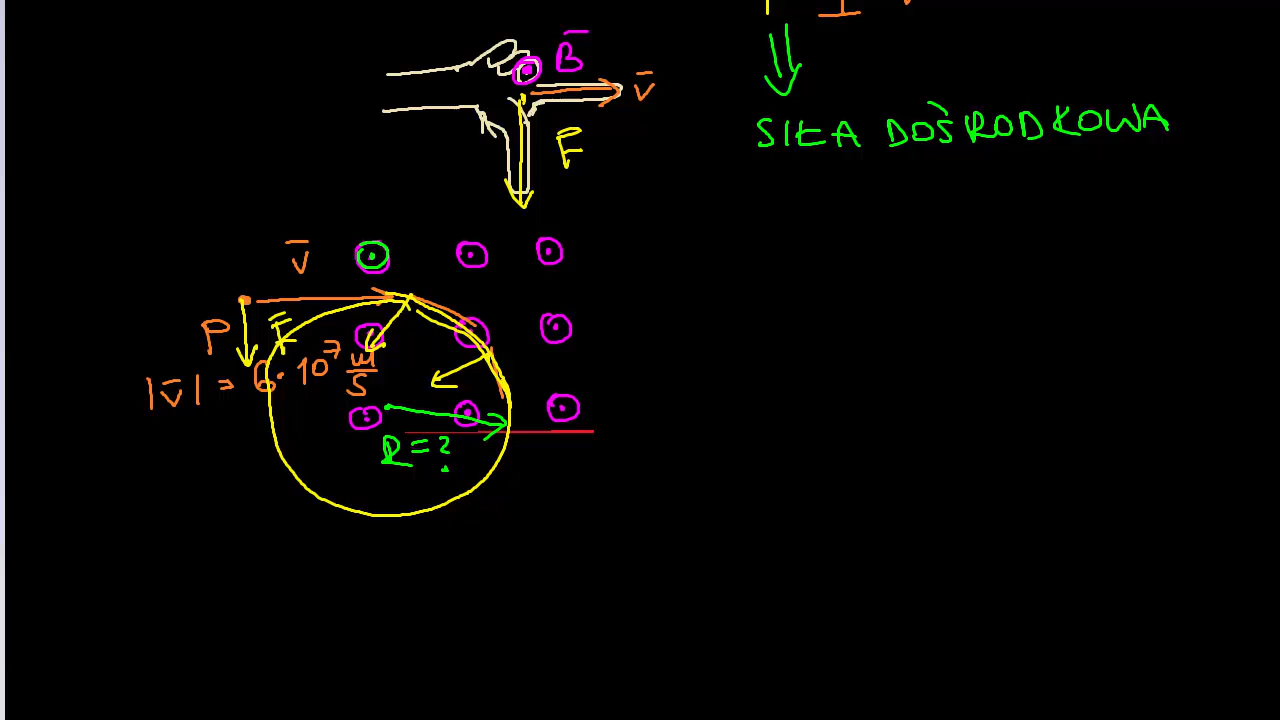 B̄
v̄
F
SIŁA DOŚRODKOWA
v̄
P
F̄
|v̄| = 6·10⁷ m/s
R=?